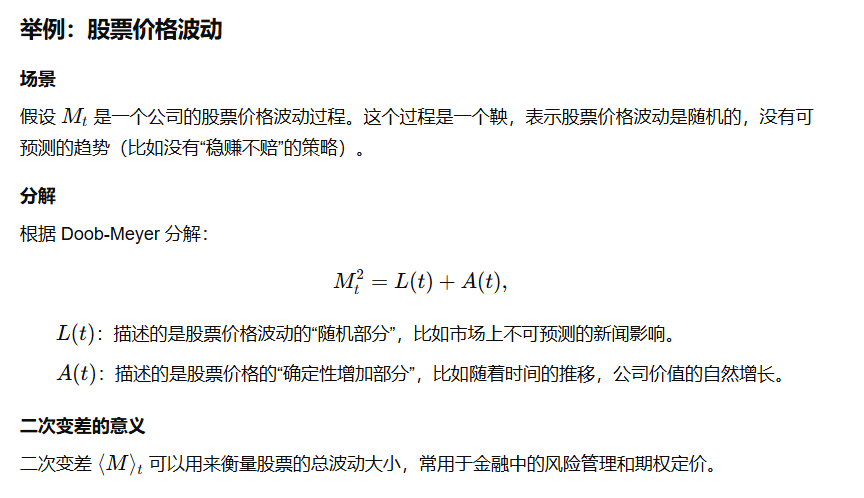 举例：股票价格波动
场景
假设 M_t 是一个公司的股票价格波动过程。这个过程是一个鞅，表示股票价格波动是随机的，没有可
预测的趋势（比如没有“稳赚不赔”的策略）。
分解
根据 Doob-Meyer 分解：
M_t^2 = L(t) + A(t),
L(t)：描述的是股票价格波动的“随机部分”，比如市场上不可预测的新闻影响。
A(t)：描述的是股票价格的“确定性增加部分”，比如随着时间的推移，公司价值的自然增长。
二次变差的意义
二次变差 ⟨M⟩_t 可以用来衡量股票的总波动大小，常用于金融中的风险管理和期权定价。